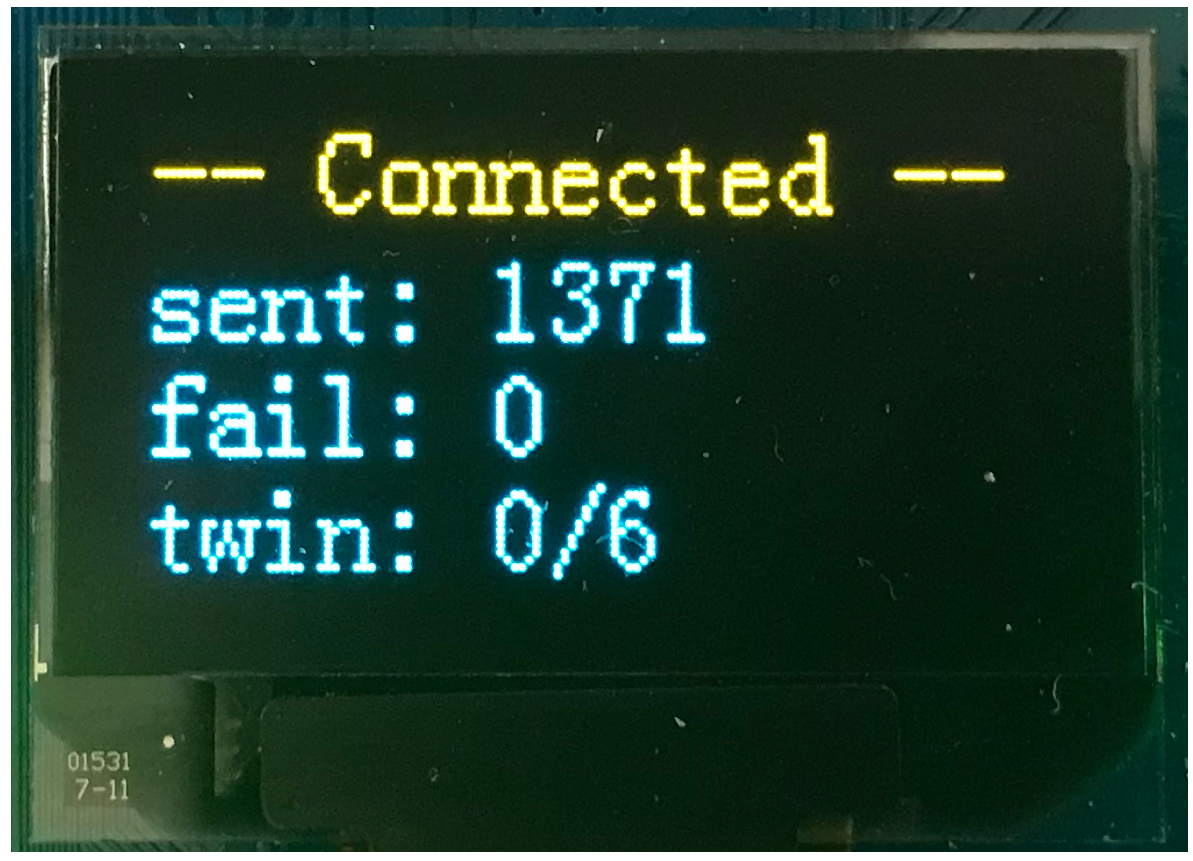 -- Connected --
sent: 1371
fail: 0
twin: 0/6
01531
7-11